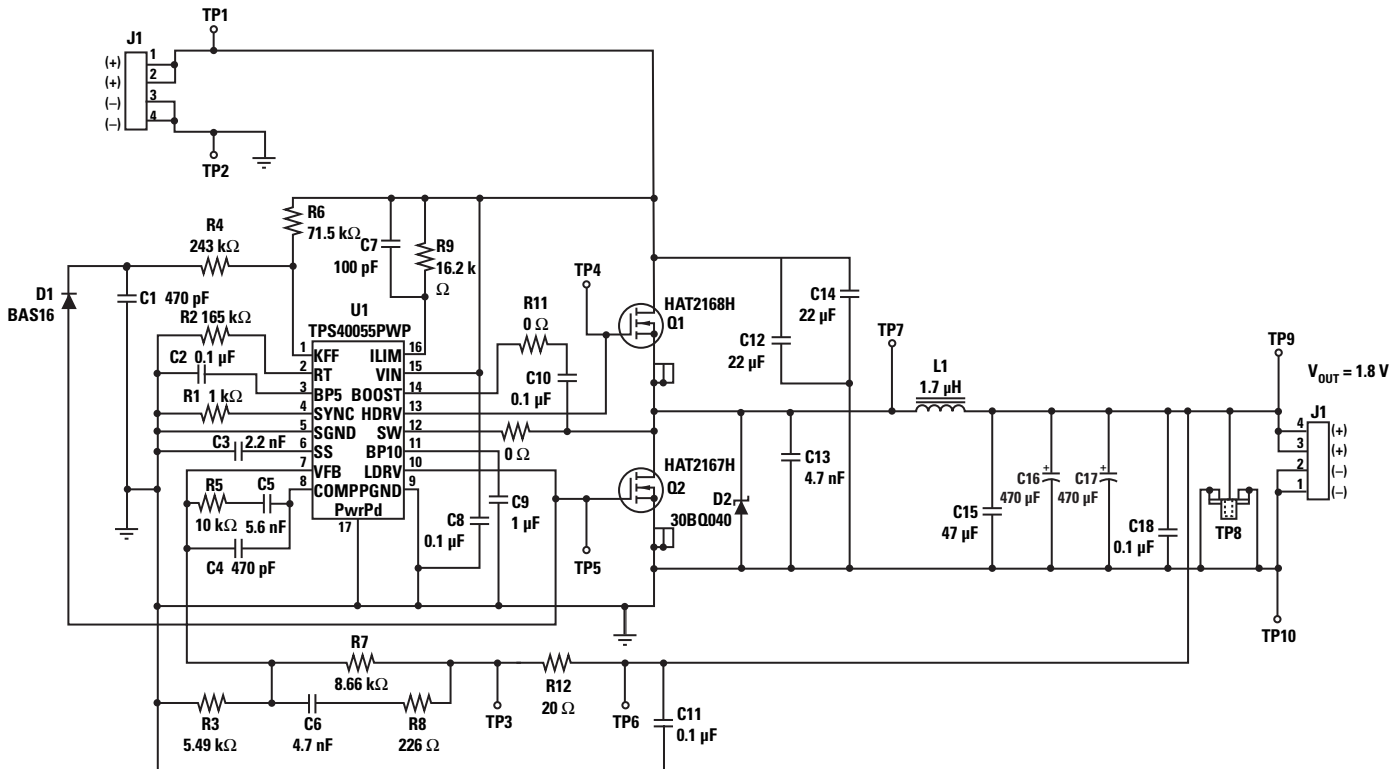 TP1
J1
(+) 1
(+) 2
(–) 3
(–) 4
TP2
R4
243 kΩ
R6
71.5 kΩ
C7
100 pF
R9
16.2 k
Ω
TP4
D1
BAS16
C1 470 pF
R2 165 kΩ
C2 0.1 µF
R1 1 kΩ
C3 2.2 nF
R5
10 kΩ
C5
5.6 nF
C4 470 pF
U1
TPS40055PWP
1 KFF ILIM 16
2 RT VIN 15
3 BP5 BOOST 14
4 SYNC HDRV 13
5 SGND SW 12
6 SS BP10 11
7 VFB LDRV 10
8 COMP PGND 9
PwrPd
17
R11
0 Ω
C10
0.1 µF
0 Ω
C8
0.1 µF
C9
1 µF
HAT2168H
Q1
HAT2167H
Q2
TP5
C12
22 µF
C14
22 µF
D2
30BQ040
C13
4.7 nF
TP7
L1
1.7 µH
C15
47 µF
C16
+
470 µF
C17
+
470 µF
C18
0.1 µF
TP8
TP9
VOUT = 1.8 V
J1
4 (+)
3 (+)
2 (–)
1 (–)
TP10
R7
8.66 kΩ
R3
5.49 kΩ
C6
4.7 nF
R8
226 Ω
TP3
R12
20 Ω
TP6
C11
0.1 µF